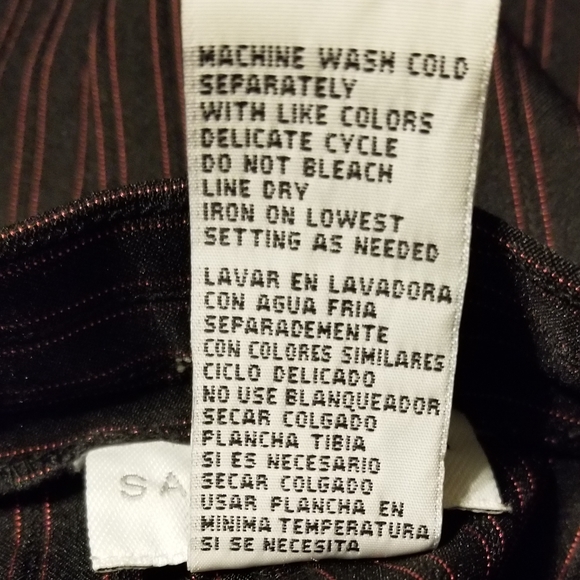 MACHINE WASH COLD
SEPARATELY
WITH LIKE COLORS
DELICATE CYCLE
DO NOT BLEACH
LINE DRY
IRON ON LOWEST
SETTING AS NEEDED
LAVAR EN LAVADORA
CON AGUA FRIA
SEPARADEMENTE
CON COLORES SIMILARES
CICLO DELICADO
NO USE BLANQUEADOR
SECAR COLGADO
PLANCHA TIBIA
SI ES NECESARIO
SECAR COLGADO
USAR PLANCHA EN
MINIMA TEMPERATURA
SI SE NECESITA